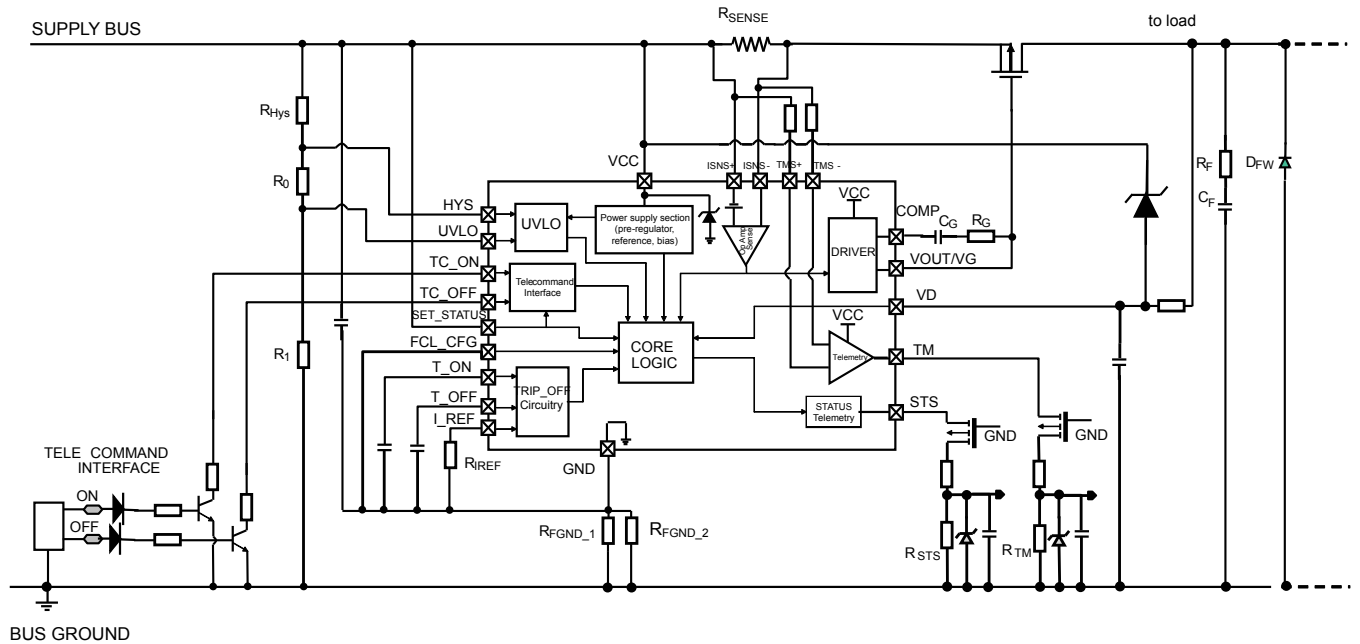 SUPPLY BUS
RSENSE
to load
RHys
R0
R1
VCC
ISNS+
ISNS -
TMS+
TMS -
RF
CF
DFW
HYS
UVLO
TC_ON
TC_OFF
SET_STATUS
FCL_CFG
T_ON
T_OFF
I_REF
UVLO
Power supply section
(pre-regulator,
reference, bias)
Op Amp
Sense
VCC
DRIVER
COMP
CG
RG
VOUT/VG
VD
Telecommand
Interface
CORE
LOGIC
VCC
Telemetry
TM
TRIP_OFF
Circuitry
STATUS
Telemetry
STS
GND
GND
GND
RIREF
TELE COMMAND
INTERFACE
ON
OFF
RFGND_1
RFGND_2
RSTS
RTM
BUS GROUND